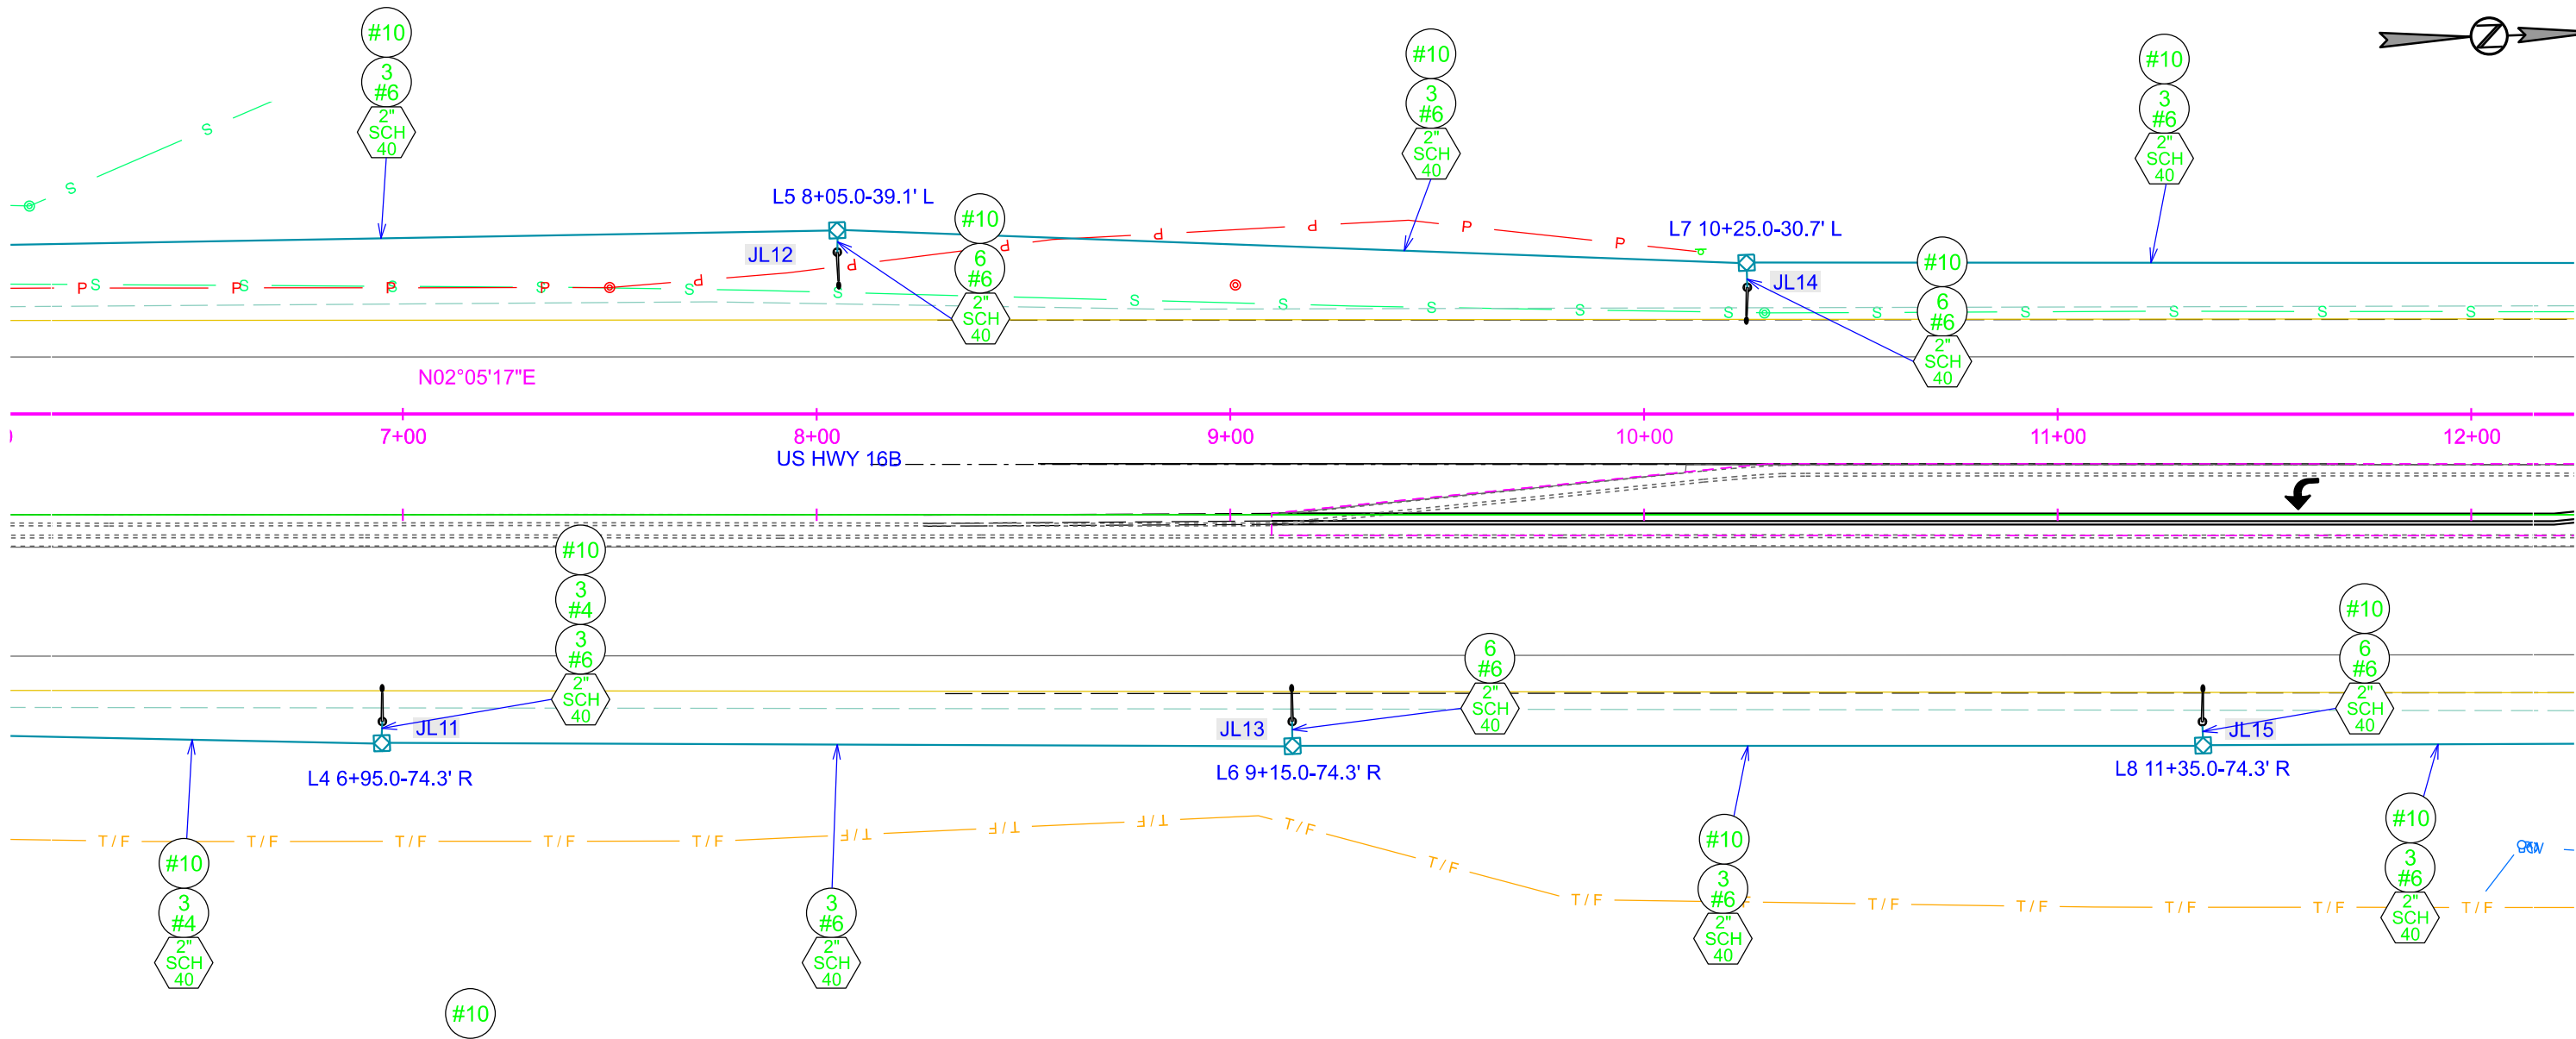 #10
3
#6
2"
SCH
40
#10
3
#6
2"
SCH
40
#10
3
#6
2"
SCH
40
Z
S
S
L5 8+05.0-39.1' L
#10
6
#6
2"
SCH
40
L7 10+25.0-30.7' L
#10
6
#6
2"
SCH
40
JL12
JL14
P P P P P P P P P P P
S S S S S S S S S S S S S S S S S
N02°05'17"E
7+00
8+00
9+00
10+00
11+00
12+00
US HWY 16B
#10
3
#4
3
#6
2"
SCH
40
6
#6
2"
SCH
40
#10
6
#6
2"
SCH
40
JL11
JL13
JL15
L4 6+95.0-74.3' R
L6 9+15.0-74.3' R
L8 11+35.0-74.3' R
T/F T/F T/F T/F T/F T/F T/F T/F T/F T/F T/F T/F T/F T/F T/F T/F
#10
3
#4
2"
SCH
40
3
#6
2"
SCH
40
#10
3
#6
2"
SCH
40
#10
3
#6
2"
SCH
40
#10